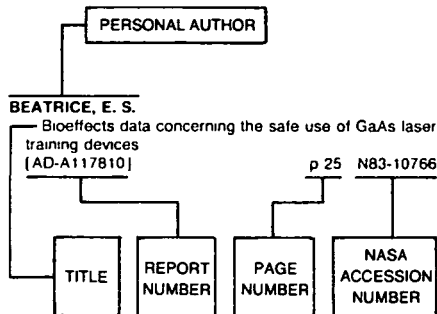 PERSONAL AUTHOR
BEATRICE, E. S.
Bioeffects data concerning the safe use of GaAs laser
training devices
[AD-A117810] p 25 N83-10766
TITLE
REPORT
NUMBER
PAGE
NUMBER
NASA
ACCESSION
NUMBER